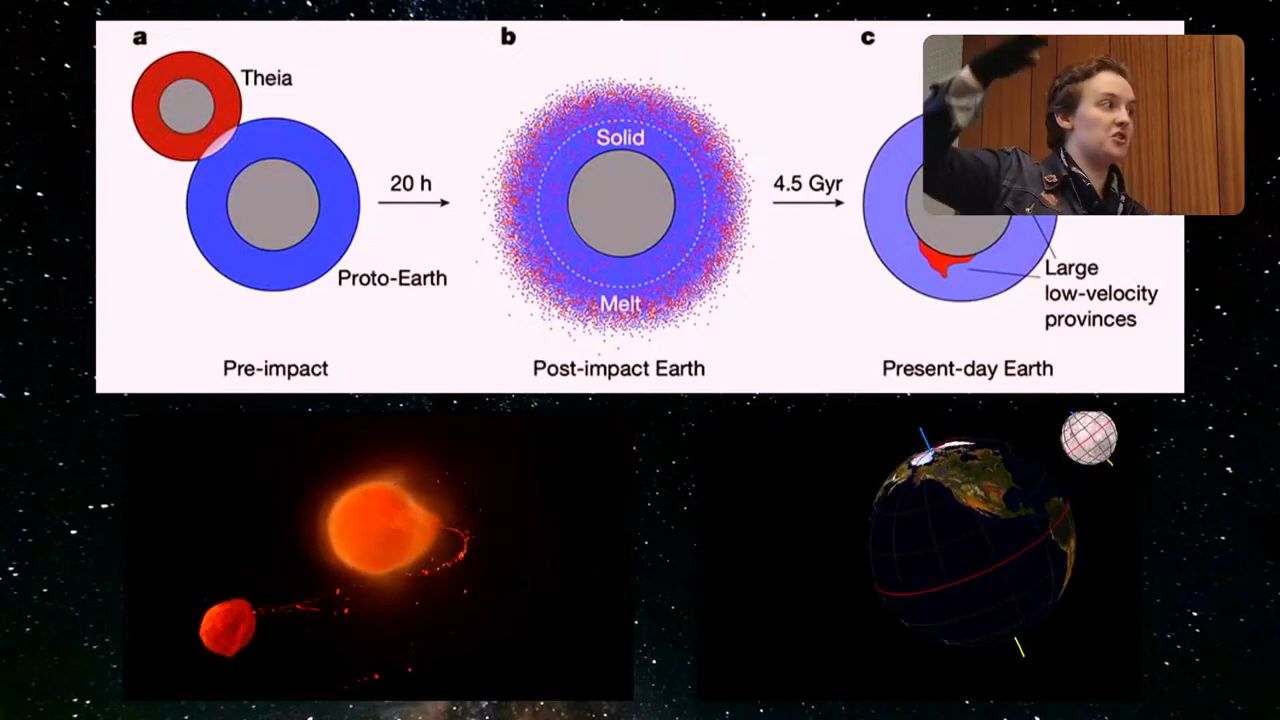 a
b
c
Theia
Solid
20 h
4.5 Gyr
Proto-Earth
Large
low-velocity
provinces
Melt
Pre-impact
Post-impact Earth
Present-day Earth